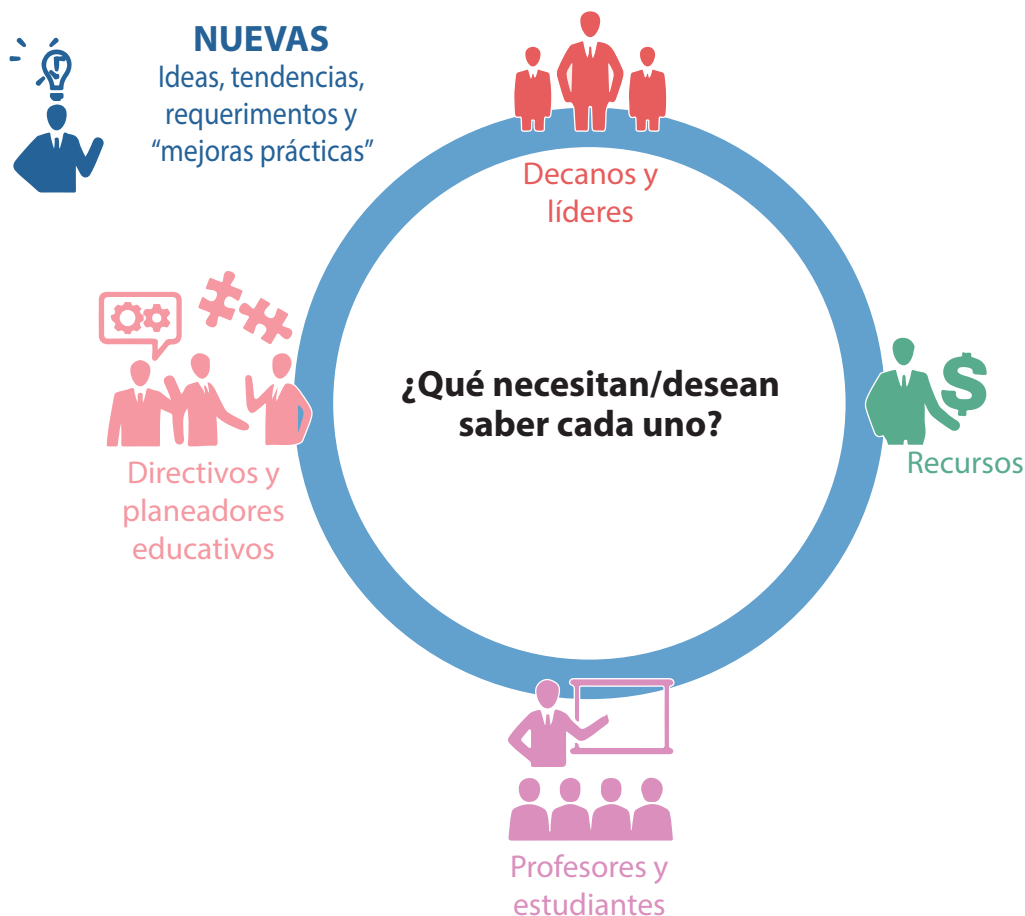 NUEVAS
Ideas, tendencias,
requerimentos y
“mejoras prácticas”
Decanos y
líderes
¿Qué necesitan/desean
saber cada uno?
$
Recursos
Directivos y
planeadores
educativos
Profesores y
estudiantes